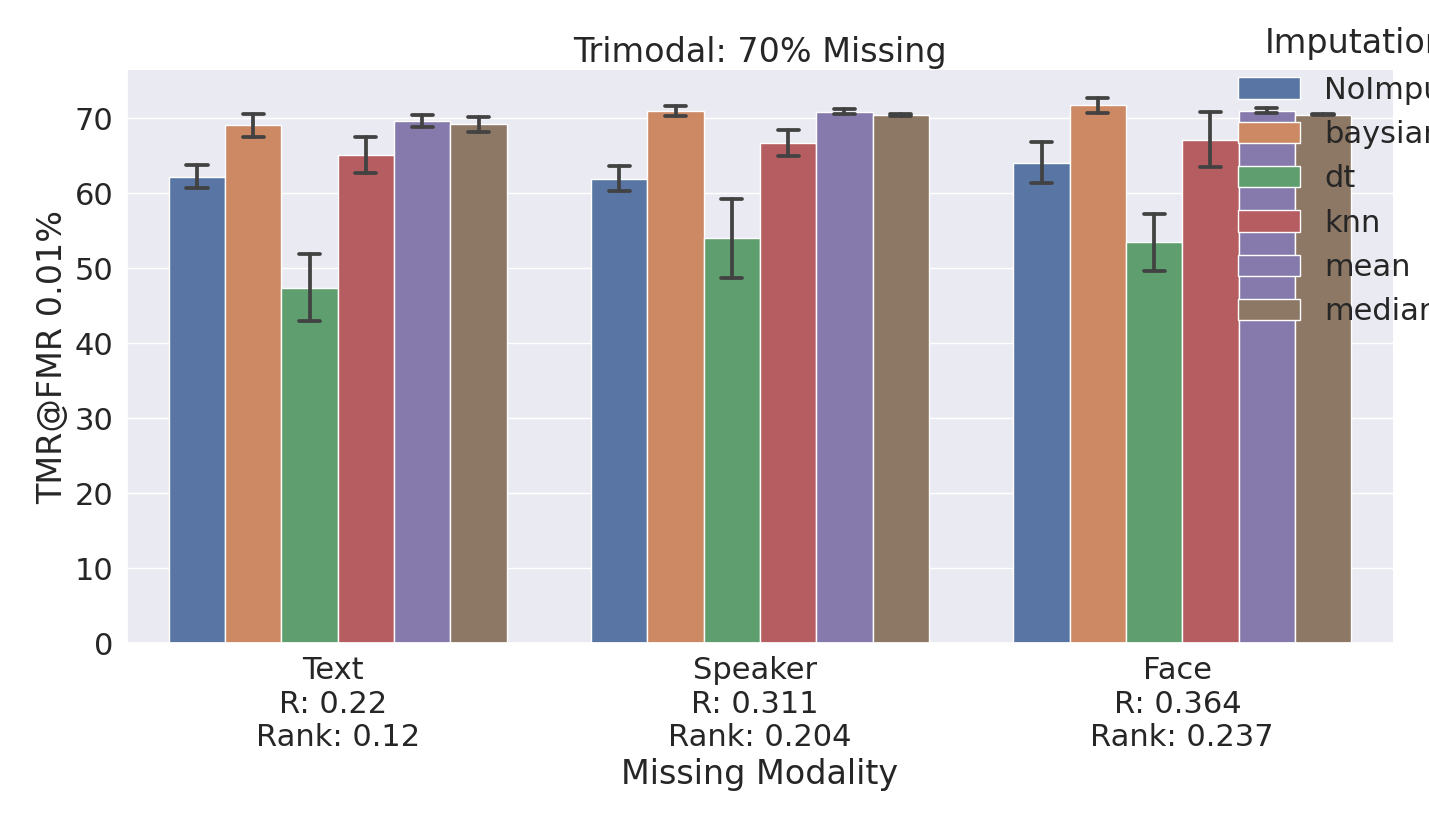 Trimodal: 70% Missing
Imputation
NoImpu
baysian
dt
knn
mean
median
TMR@FMR 0.01%
70
60
50
40
30
20
10
0
Text
R: 0.22
Rank: 0.12
Speaker
R: 0.311
Rank: 0.204
Face
R: 0.364
Rank: 0.237
Missing Modality